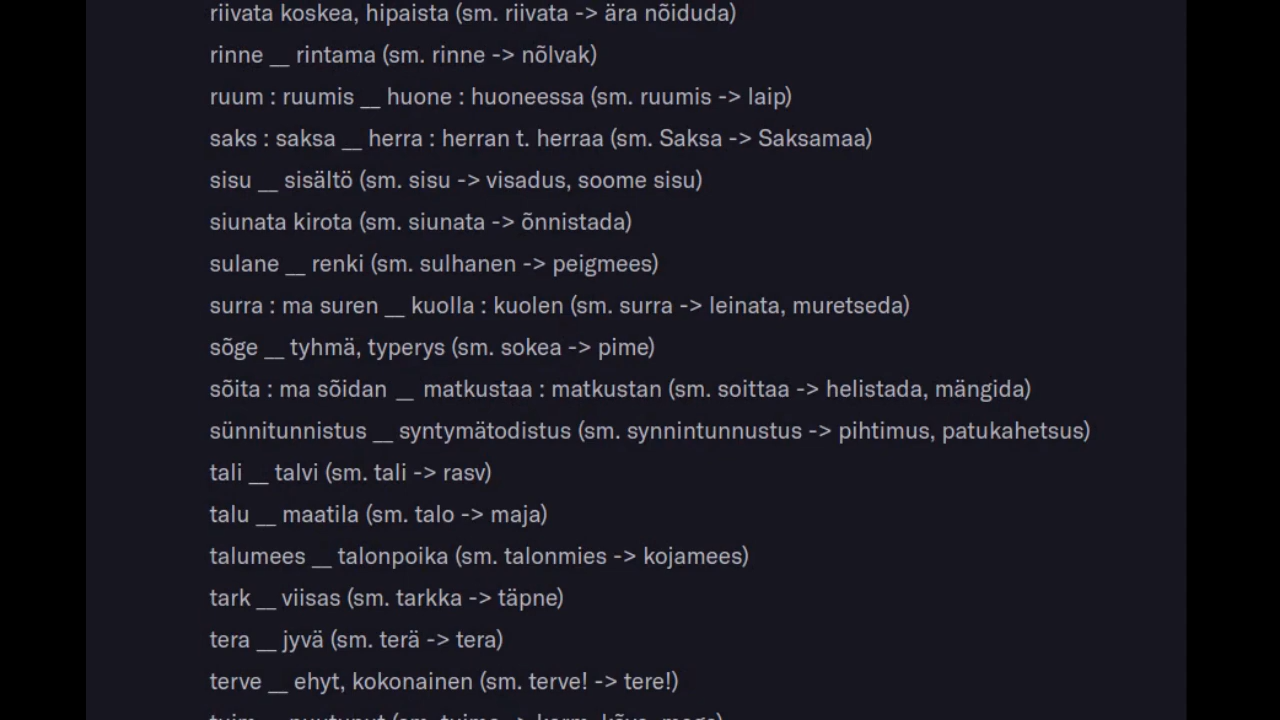 riivata koskea, hipaista (sm. riivata -> ära nõiduda)
rinne __ rintama (sm. rinne -> nõlvak)
ruum : ruumis __ huone : huoneessa (sm. ruumis -> laip)
saks : saksa __ herra : herran t. herraa (sm. Saksa -> Saksamaa)
sisu __ sisältö (sm. sisu -> visadus, soome sisu)
siunata kirota (sm. siunata -> õnnistada)
sulane __ renki (sm. sulhanen -> peigmees)
surra : ma suren __ kuolla : kuolen (sm. surra -> leinata, muretseda)
sõge __ tyhmä, typerys (sm. sokea -> pime)
sõita : ma sõidan __ matkustaa : matkustan (sm. soittaa -> helistada, mängida)
sünnitunnistus __ syntymätodistus (sm. synnintunnustus -> pihtimus, patukahetsus)
tali __ talvi (sm. tali -> rasv)
talu __ maatila (sm. talo -> maja)
talumees __ talonpoika (sm. talonmies -> kojamees)
tark __ viisas (sm. tarkka -> täpne)
tera __ jyvä (sm. terä -> tera)
terve __ ehyt, kokonainen (sm. terve! -> tere!)